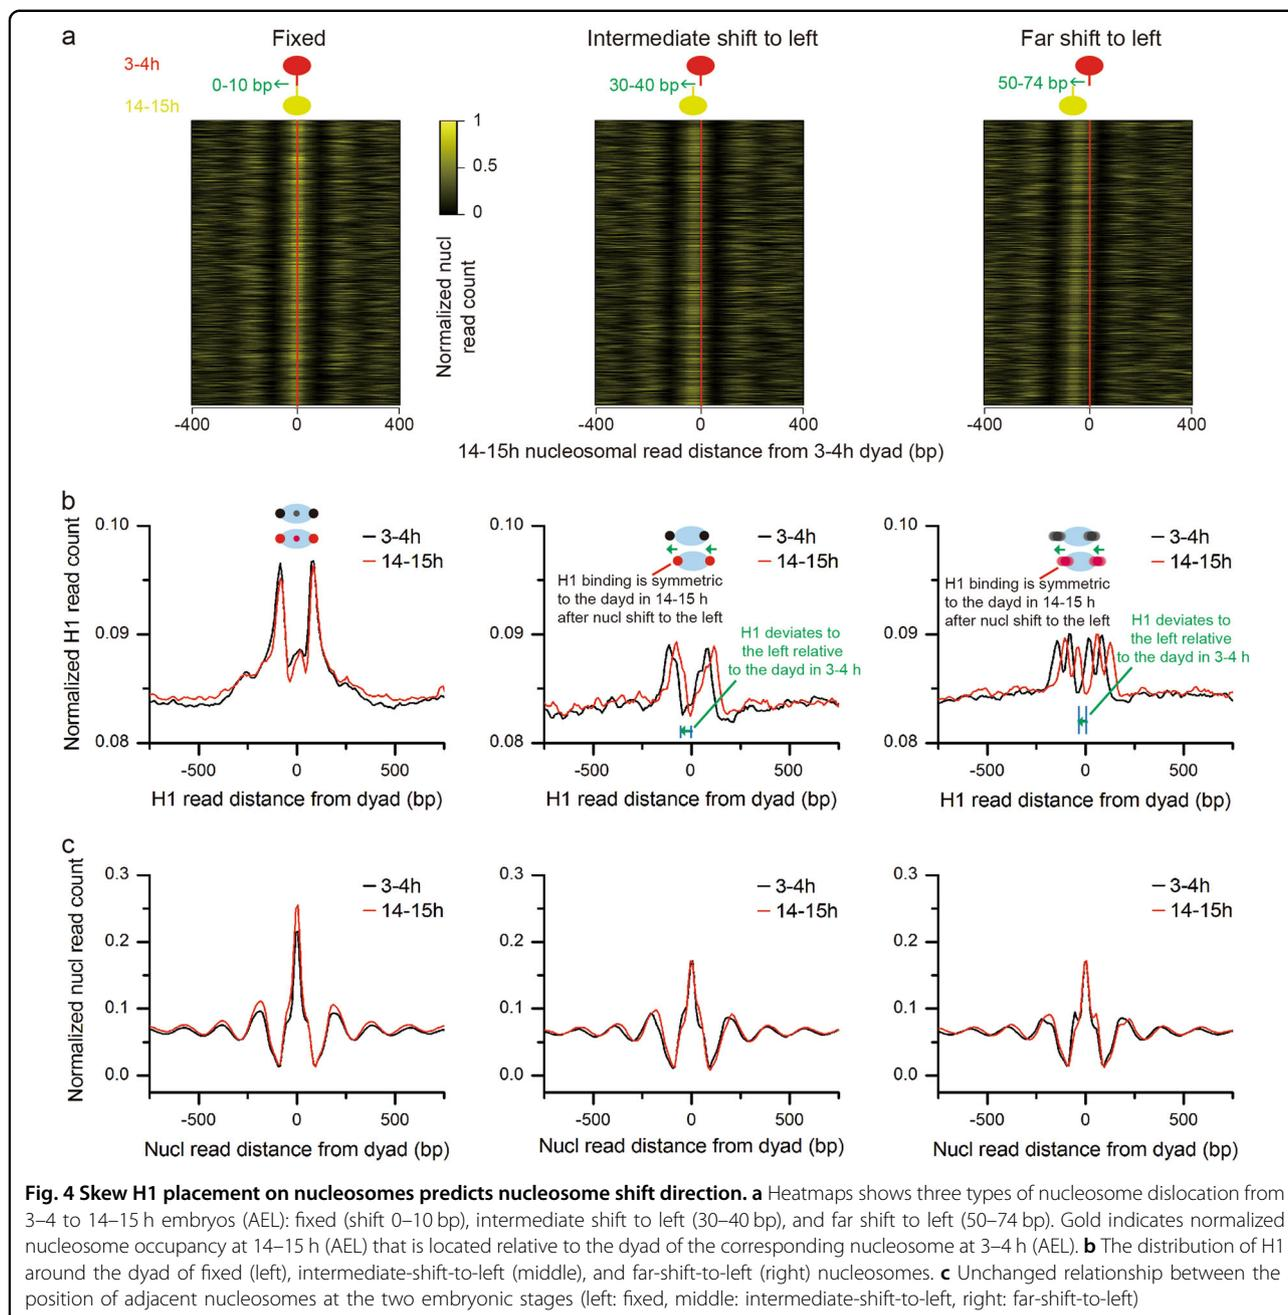 a
Fixed
Intermediate shift to left
Far shift to left
3-4h
0-10 bp
30-40 bp
50-74 bp
14-15h
1
0.5
0
Normalized nucl
read count
-400 0 400
-400 0 400
-400 0 400
14-15h nucleosomal read distance from 3-4h dyad (bp)
b
Normalized H1 read count
0.10
0.09
0.08
3-4h
14-15h
-500 0 500
H1 read distance from dyad (bp)
0.10
0.09
0.08
3-4h
14-15h
H1 binding is symmetric
to the dayd in 14-15 h
after nucl shift to the left
H1 deviates to
the left relative
to the dayd in 3-4 h
-500 0 500
H1 read distance from dyad (bp)
0.10
0.09
0.08
3-4h
14-15h
H1 binding is symmetric
to the dayd in 14-15 h
after nucl shift to the left
H1 deviates to
the left relative
to the dayd in 3-4 h
-500 0 500
H1 read distance from dyad (bp)
c
Normalized nucl read count
0.3
0.2
0.1
0.0
3-4h
14-15h
-500 0 500
Nucl read distance from dyad (bp)
0.3
0.2
0.1
0.0
3-4h
14-15h
-500 0 500
Nucl read distance from dyad (bp)
0.3
0.2
0.1
0.0
3-4h
14-15h
-500 0 500
Nucl read distance from dyad (bp)
Fig. 4 Skew H1 placement on nucleosomes predicts nucleosome shift direction. a Heatmaps shows three types of nucleosome dislocation from
3–4 to 14–15 h embryos (AEL): fixed (shift 0–10 bp), intermediate shift to left (30–40 bp), and far shift to left (50–74 bp). Gold indicates normalized
nucleosome occupancy at 14–15 h (AEL) that is located relative to the dyad of the corresponding nucleosome at 3–4 h (AEL). b The distribution of H1
around the dyad of fixed (left), intermediate-shift-to-left (middle), and far-shift-to-left (right) nucleosomes. c Unchanged relationship between the
position of adjacent nucleosomes at the two embryonic stages (left: fixed, middle: intermediate-shift-to-left, right: far-shift-to-left)